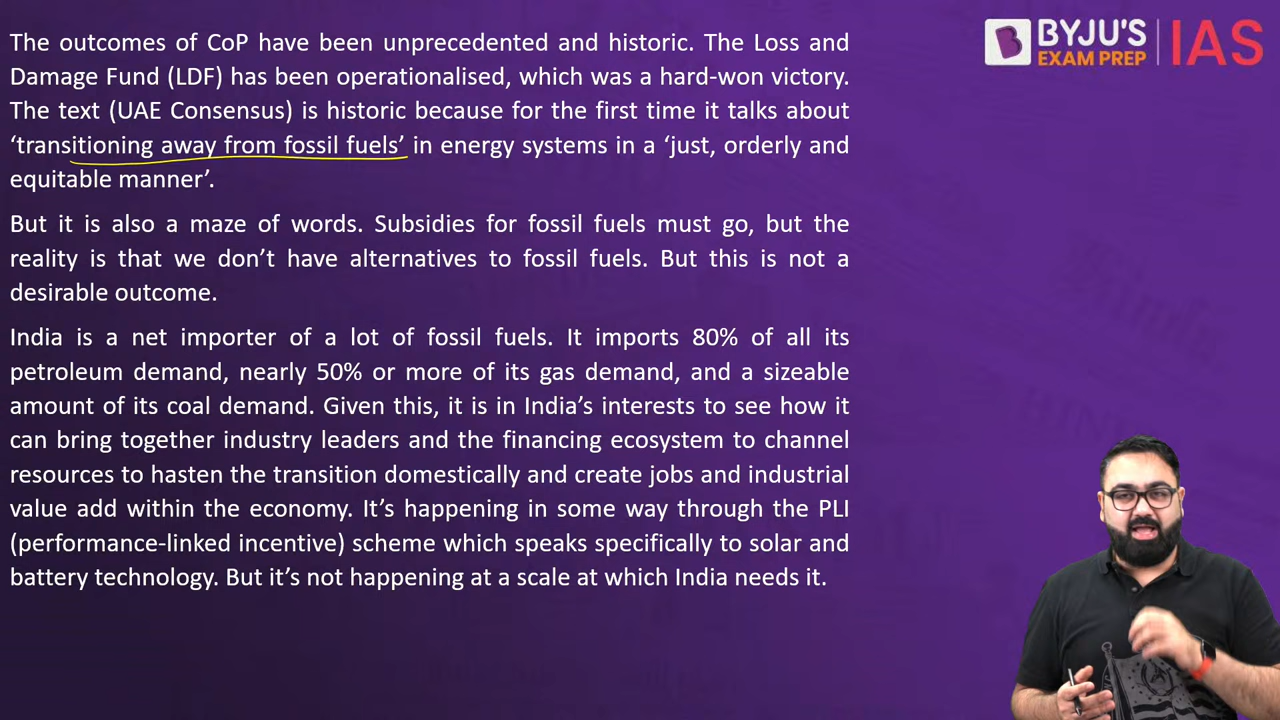 The outcomes of CoP have been unprecedented and historic. The Loss and
Damage Fund (LDF) has been operationalised, which was a hard-won victory.
The text (UAE Consensus) is historic because for the first time it talks about
‘transitioning away from fossil fuels’ in energy systems in a ‘just, orderly and
equitable manner’.
But it is also a maze of words. Subsidies for fossil fuels must go, but the
reality is that we don’t have alternatives to fossil fuels. But this is not a
desirable outcome.
India is a net importer of a lot of fossil fuels. It imports 80% of all its
petroleum demand, nearly 50% or more of its gas demand, and a sizeable
amount of its coal demand. Given this, it is in India’s interests to see how it
can bring together industry leaders and the financing ecosystem to channel
resources to hasten the transition domestically and create jobs and industrial
value add within the economy. It’s happening in some way through the PLI
(performance-linked incentive) scheme which speaks specifically to solar and
battery technology. But it’s not happening at a scale at which India needs it.
BYJU'S
EXAM PREP
IAS